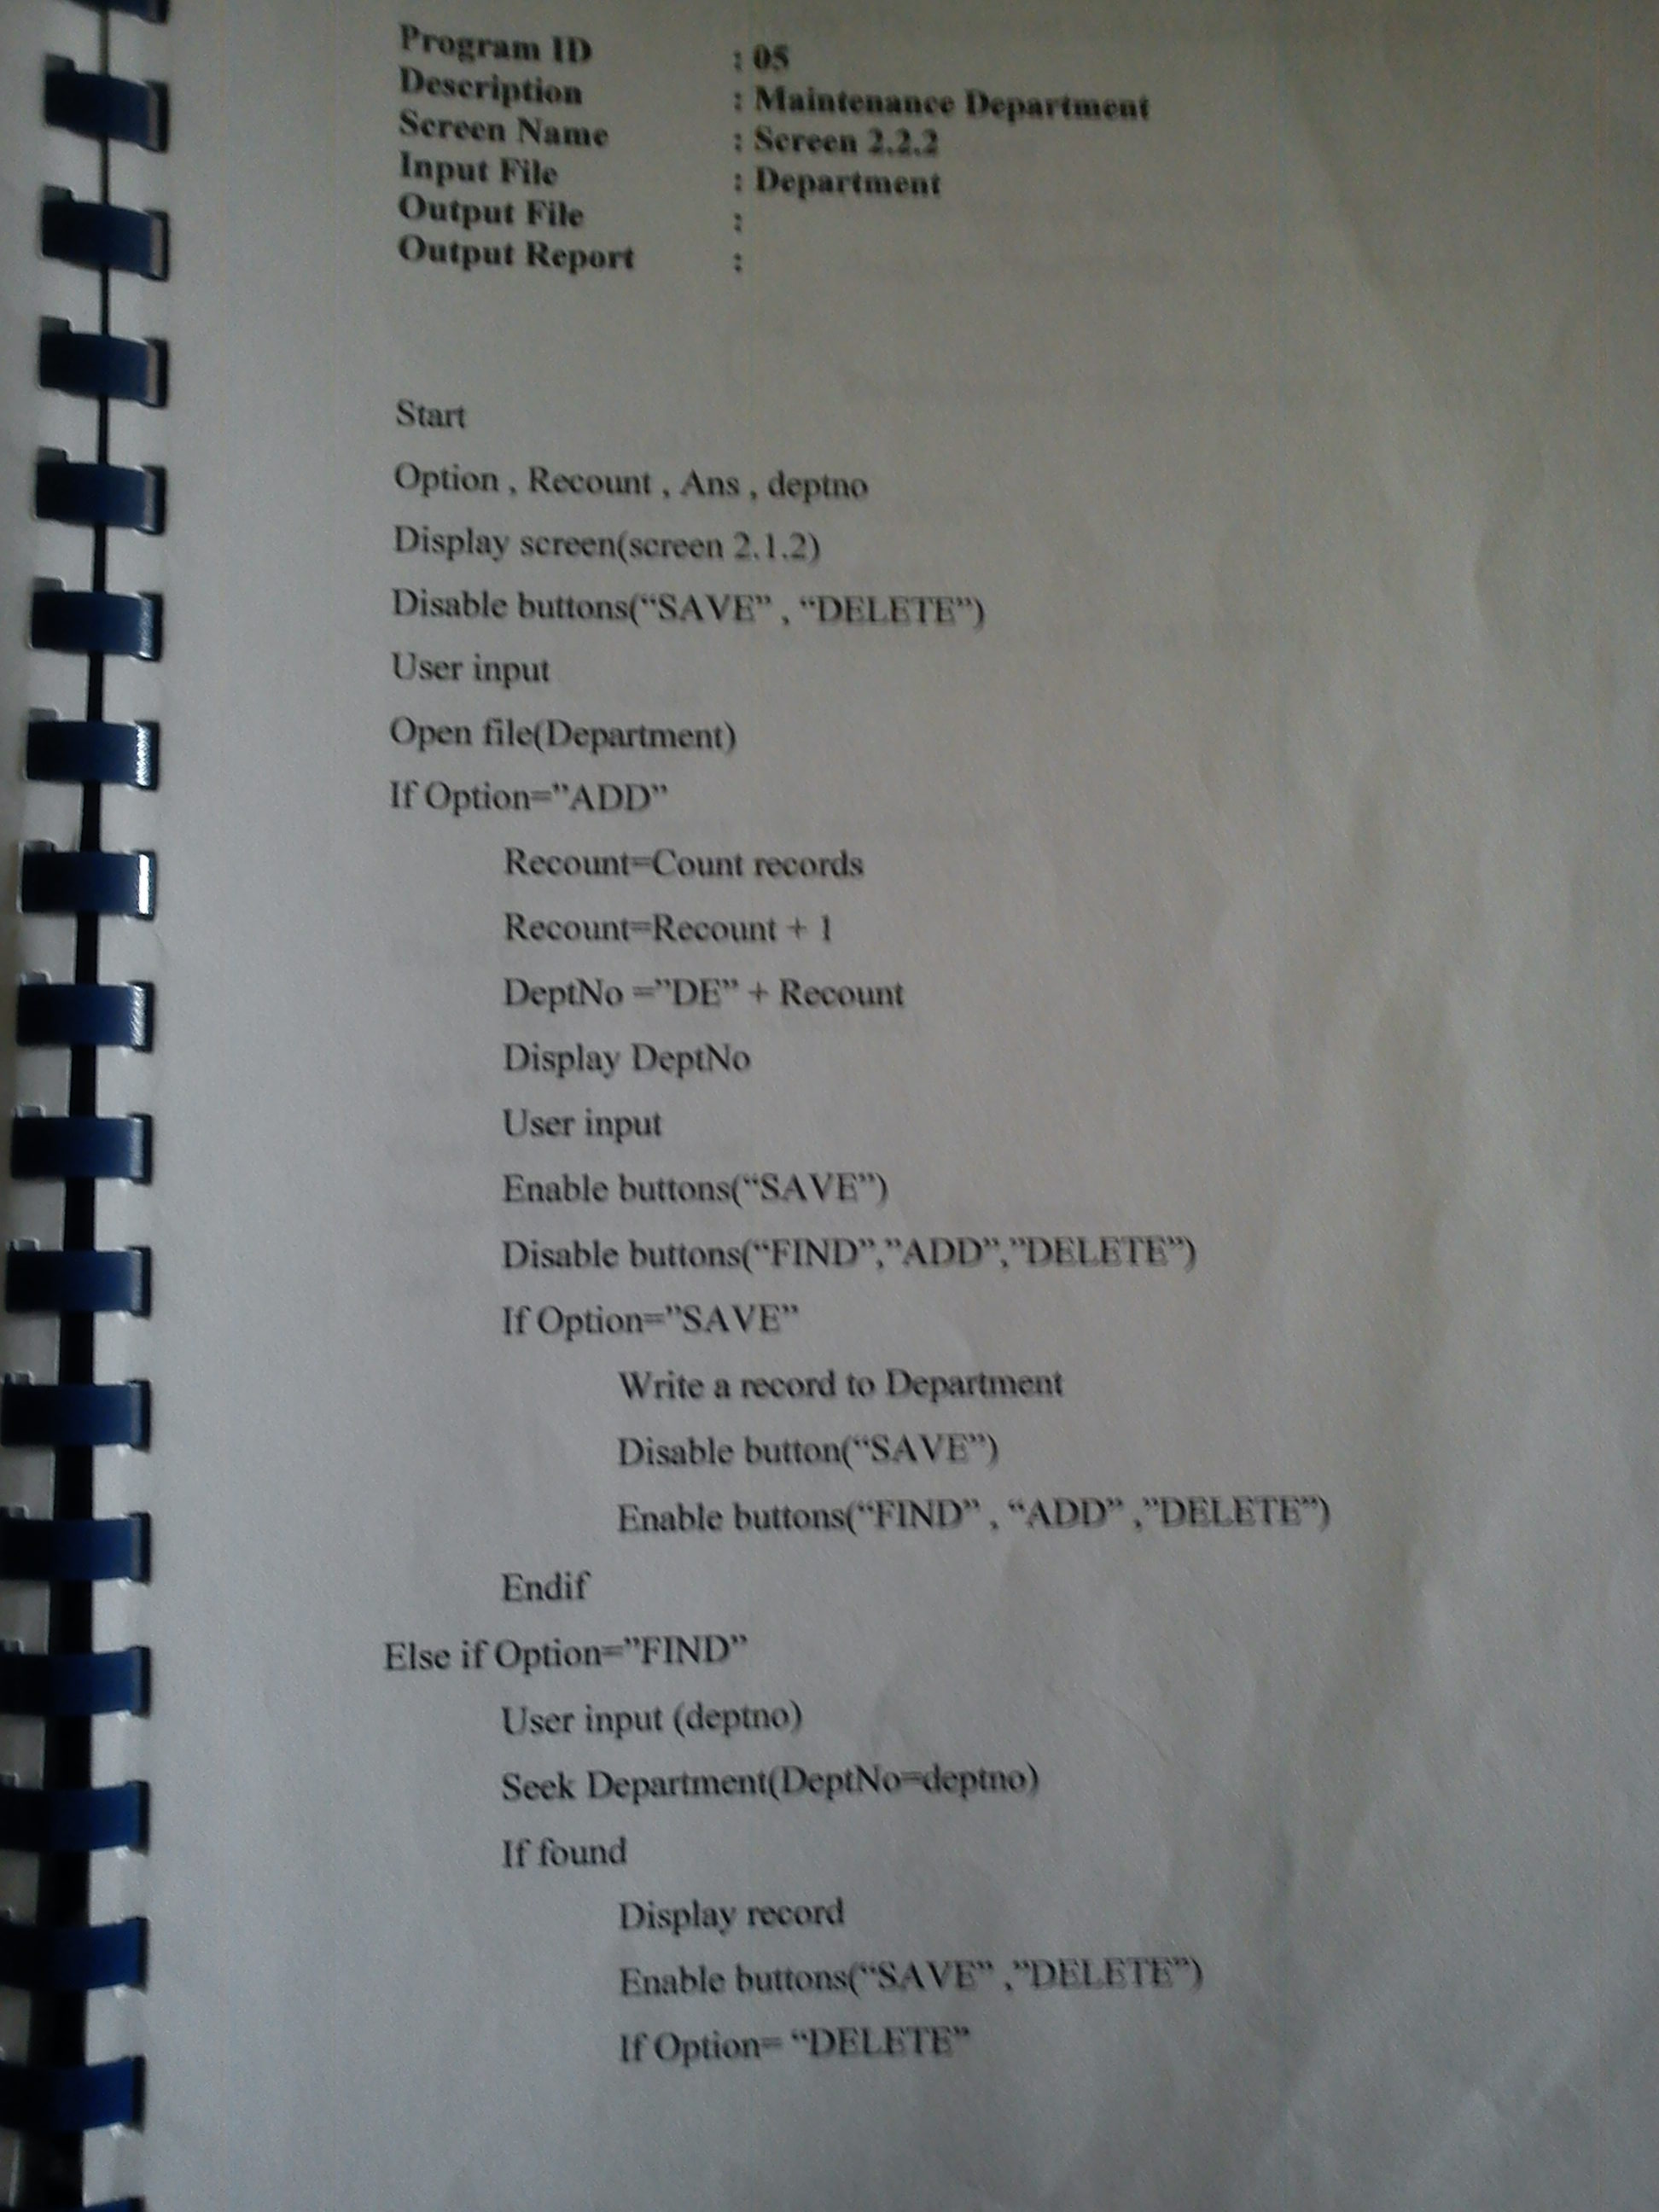 Program ID : 05
Description : Maintenance Department
Screen Name : Screen 2.2.2
Input File : Department
Output File :
Output Report :
Start
Option , Recount , Ans , deptno
Display screen(screen 2.1.2)
Disable buttons(“SAVE” , “DELETE”)
User input
Open file(Department)
If Option=”ADD”
Recount=Count records
Recount=Recount + 1
DeptNo =”DE” + Recount
Display DeptNo
User input
Enable buttons(“SAVE”)
Disable buttons(“FIND”,”ADD”,”DELETE”)
If Option=”SAVE”
Write a record to Department
Disable button(“SAVE”)
Enable buttons(“FIND” , “ADD” ,”DELETE”)
Endif
Else if Option=”FIND”
User input (deptno)
Seek Department(DeptNo=deptno)
If found
Display record
Enable buttons(“SAVE” ,”DELETE”)
If Option= “DELETE”